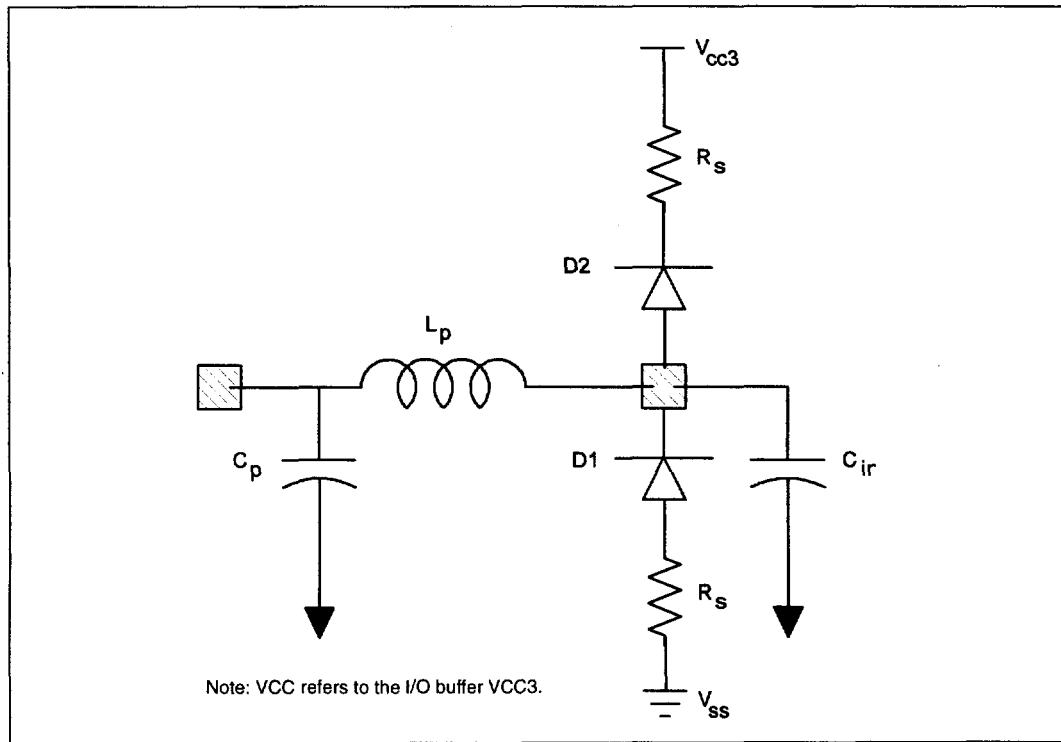 Vcc3
Rs
D2
Lp
Cp
D1
Cir
Rs
Note: VCC refers to the I/O buffer VCC3.
Vss